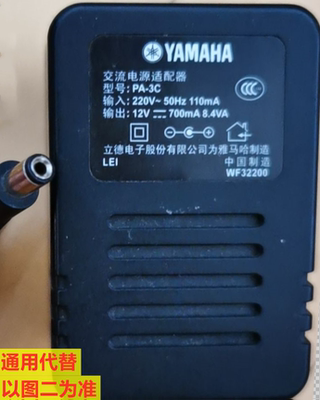 YAMAHA
交流电源适配器
型号: PA-3C
输入: 220V~ 50Hz 110mA
输出: 12V ⎓ 700mA 8.4VA
立德电子股份有限公司为雅马哈制造
LEI 中国制造
WF32200
通用代替
以图二为准